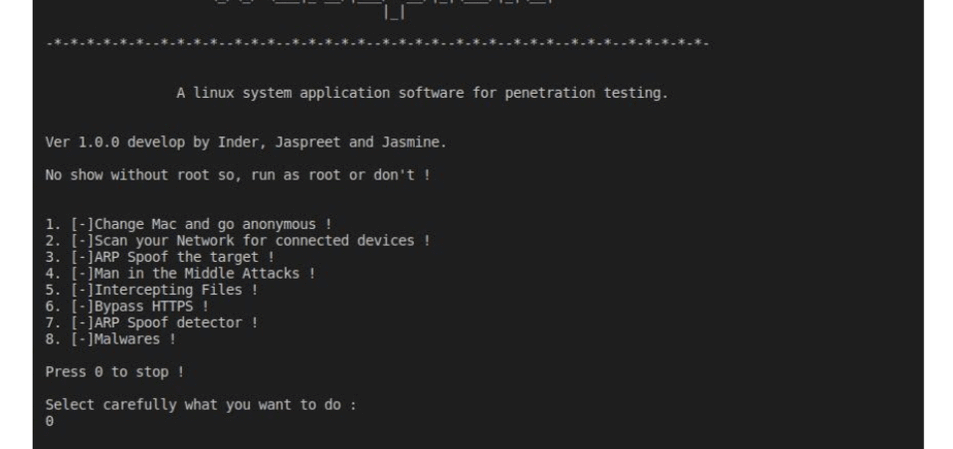 -*-*-*-*-*-*--*-*-*-*--*-*-*--*-*-*-*-*--*-*-*-*--*-*-*-*--*-*-*--*-*-*-*-*-
A linux system application software for penetration testing.
Ver 1.0.0 develop by Inder, Jaspreet and Jasmine.
No show without root so, run as root or don't !
1. [-]Change Mac and go anonymous !
2. [-]Scan your Network for connected devices !
3. [-]ARP Spoof the target !
4. [-]Man in the Middle Attacks !
5. [-]Intercepting Files !
6. [-]Bypass HTTPS !
7. [-]ARP Spoof detector !
8. [-]Malwares !
Press 0 to stop !
Select carefully what you want to do :
0